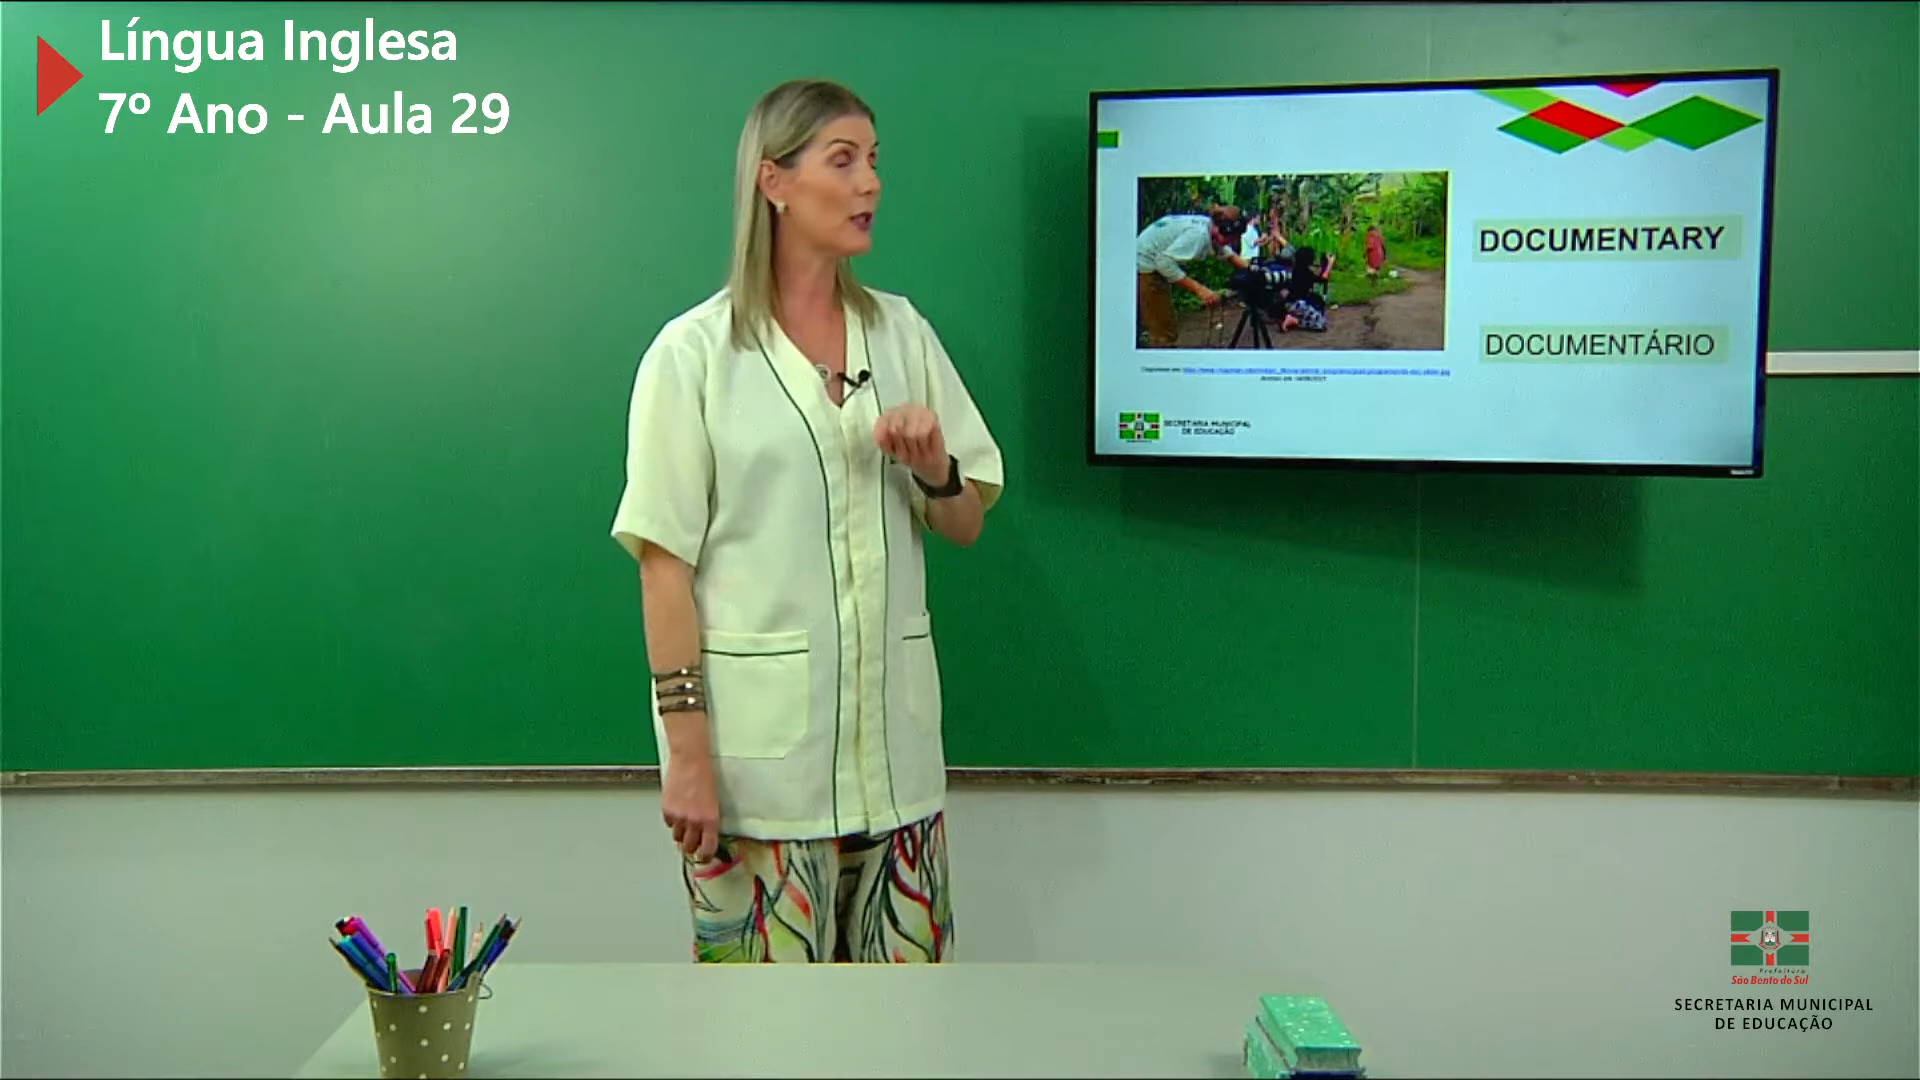 Língua Inglesa
7º Ano - Aula 29
DOCUMENTARY
DOCUMENTÁRIO
SECRETARIA MUNICIPAL
DE EDUCAÇÃO
Prefeitura
São Bento do Sul
SECRETARIA MUNICIPAL
DE EDUCAÇÃO